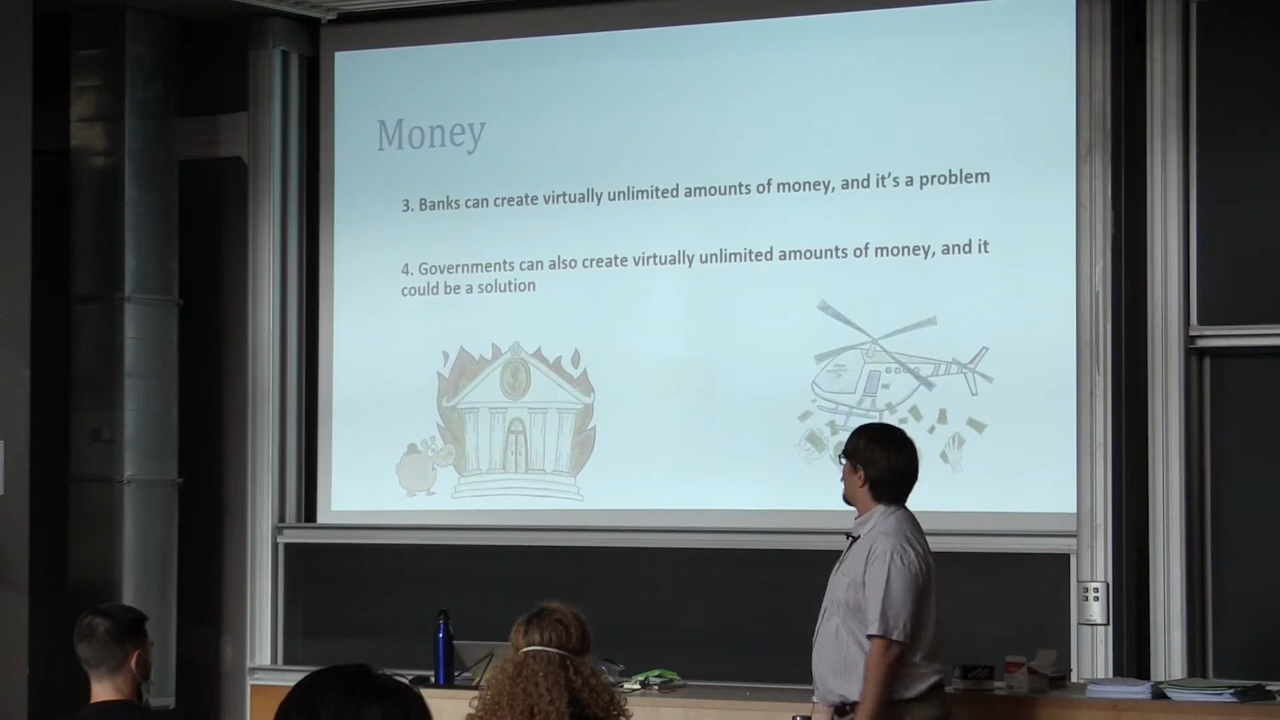 Money
3. Banks can create virtually unlimited amounts of money, and it's a problem
4. Governments can also create virtually unlimited amounts of money, and it
could be a solution